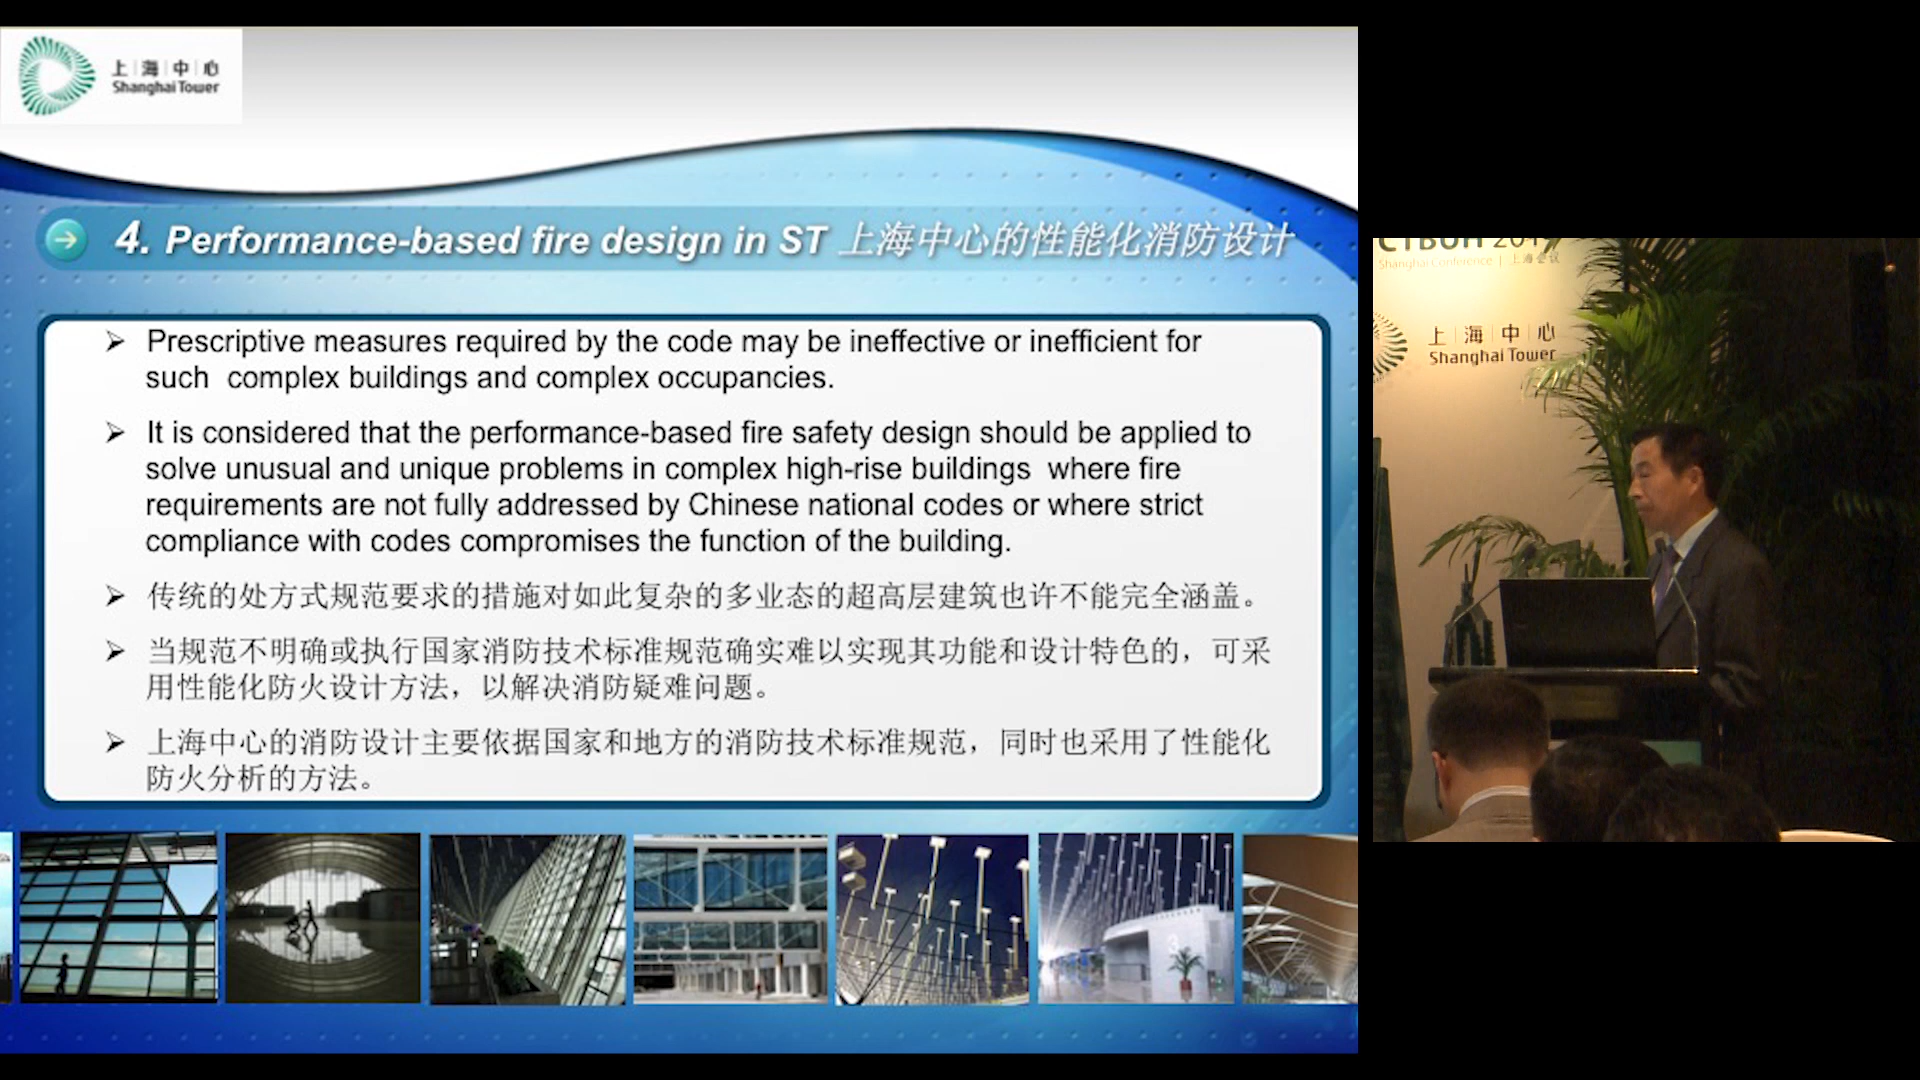 上海中心
Shanghai Tower
4. Performance-based fire design in ST 上海中心的性能化消防设计
Prescriptive measures required by the code may be ineffective or inefficient for
such complex buildings and complex occupancies.
It is considered that the performance-based fire safety design should be applied to
solve unusual and unique problems in complex high-rise buildings where fire
requirements are not fully addressed by Chinese national codes or where strict
compliance with codes compromises the function of the building.
传统的处方式规范要求的措施对如此复杂的多业态的超高层建筑也许不能完全涵盖。
当规范不明确或执行国家消防技术标准规范确实难以实现其功能和设计特色的，可采
用性能化防火设计方法，以解决消防疑难问题。
上海中心的消防设计主要依据国家和地方的消防技术标准规范，同时也采用了性能化
防火分析的方法。
3
CTBUH
Shanghai Conference | 上海会议
上海中心
Shanghai Tower